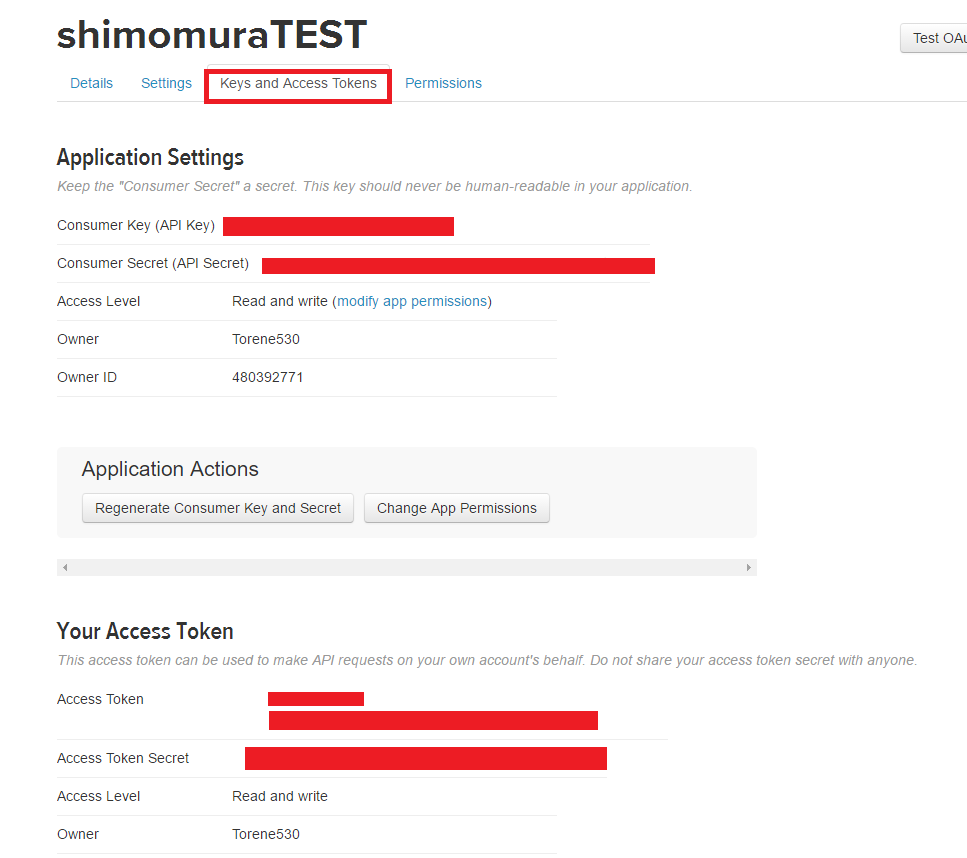 shimomuraTEST
Test OAu
Details Settings Keys and Access Tokens Permissions
Application Settings
Keep the "Consumer Secret" a secret. This key should never be human-readable in your application.
Consumer Key (API Key)
Consumer Secret (API Secret)
Access Level Read and write (modify app permissions)
Owner Torene530
Owner ID 480392771
Application Actions
Regenerate Consumer Key and Secret Change App Permissions
Your Access Token
This access token can be used to make API requests on your own account's behalf. Do not share your access token secret with anyone.
Access Token
Access Token Secret
Access Level Read and write
Owner Torene530